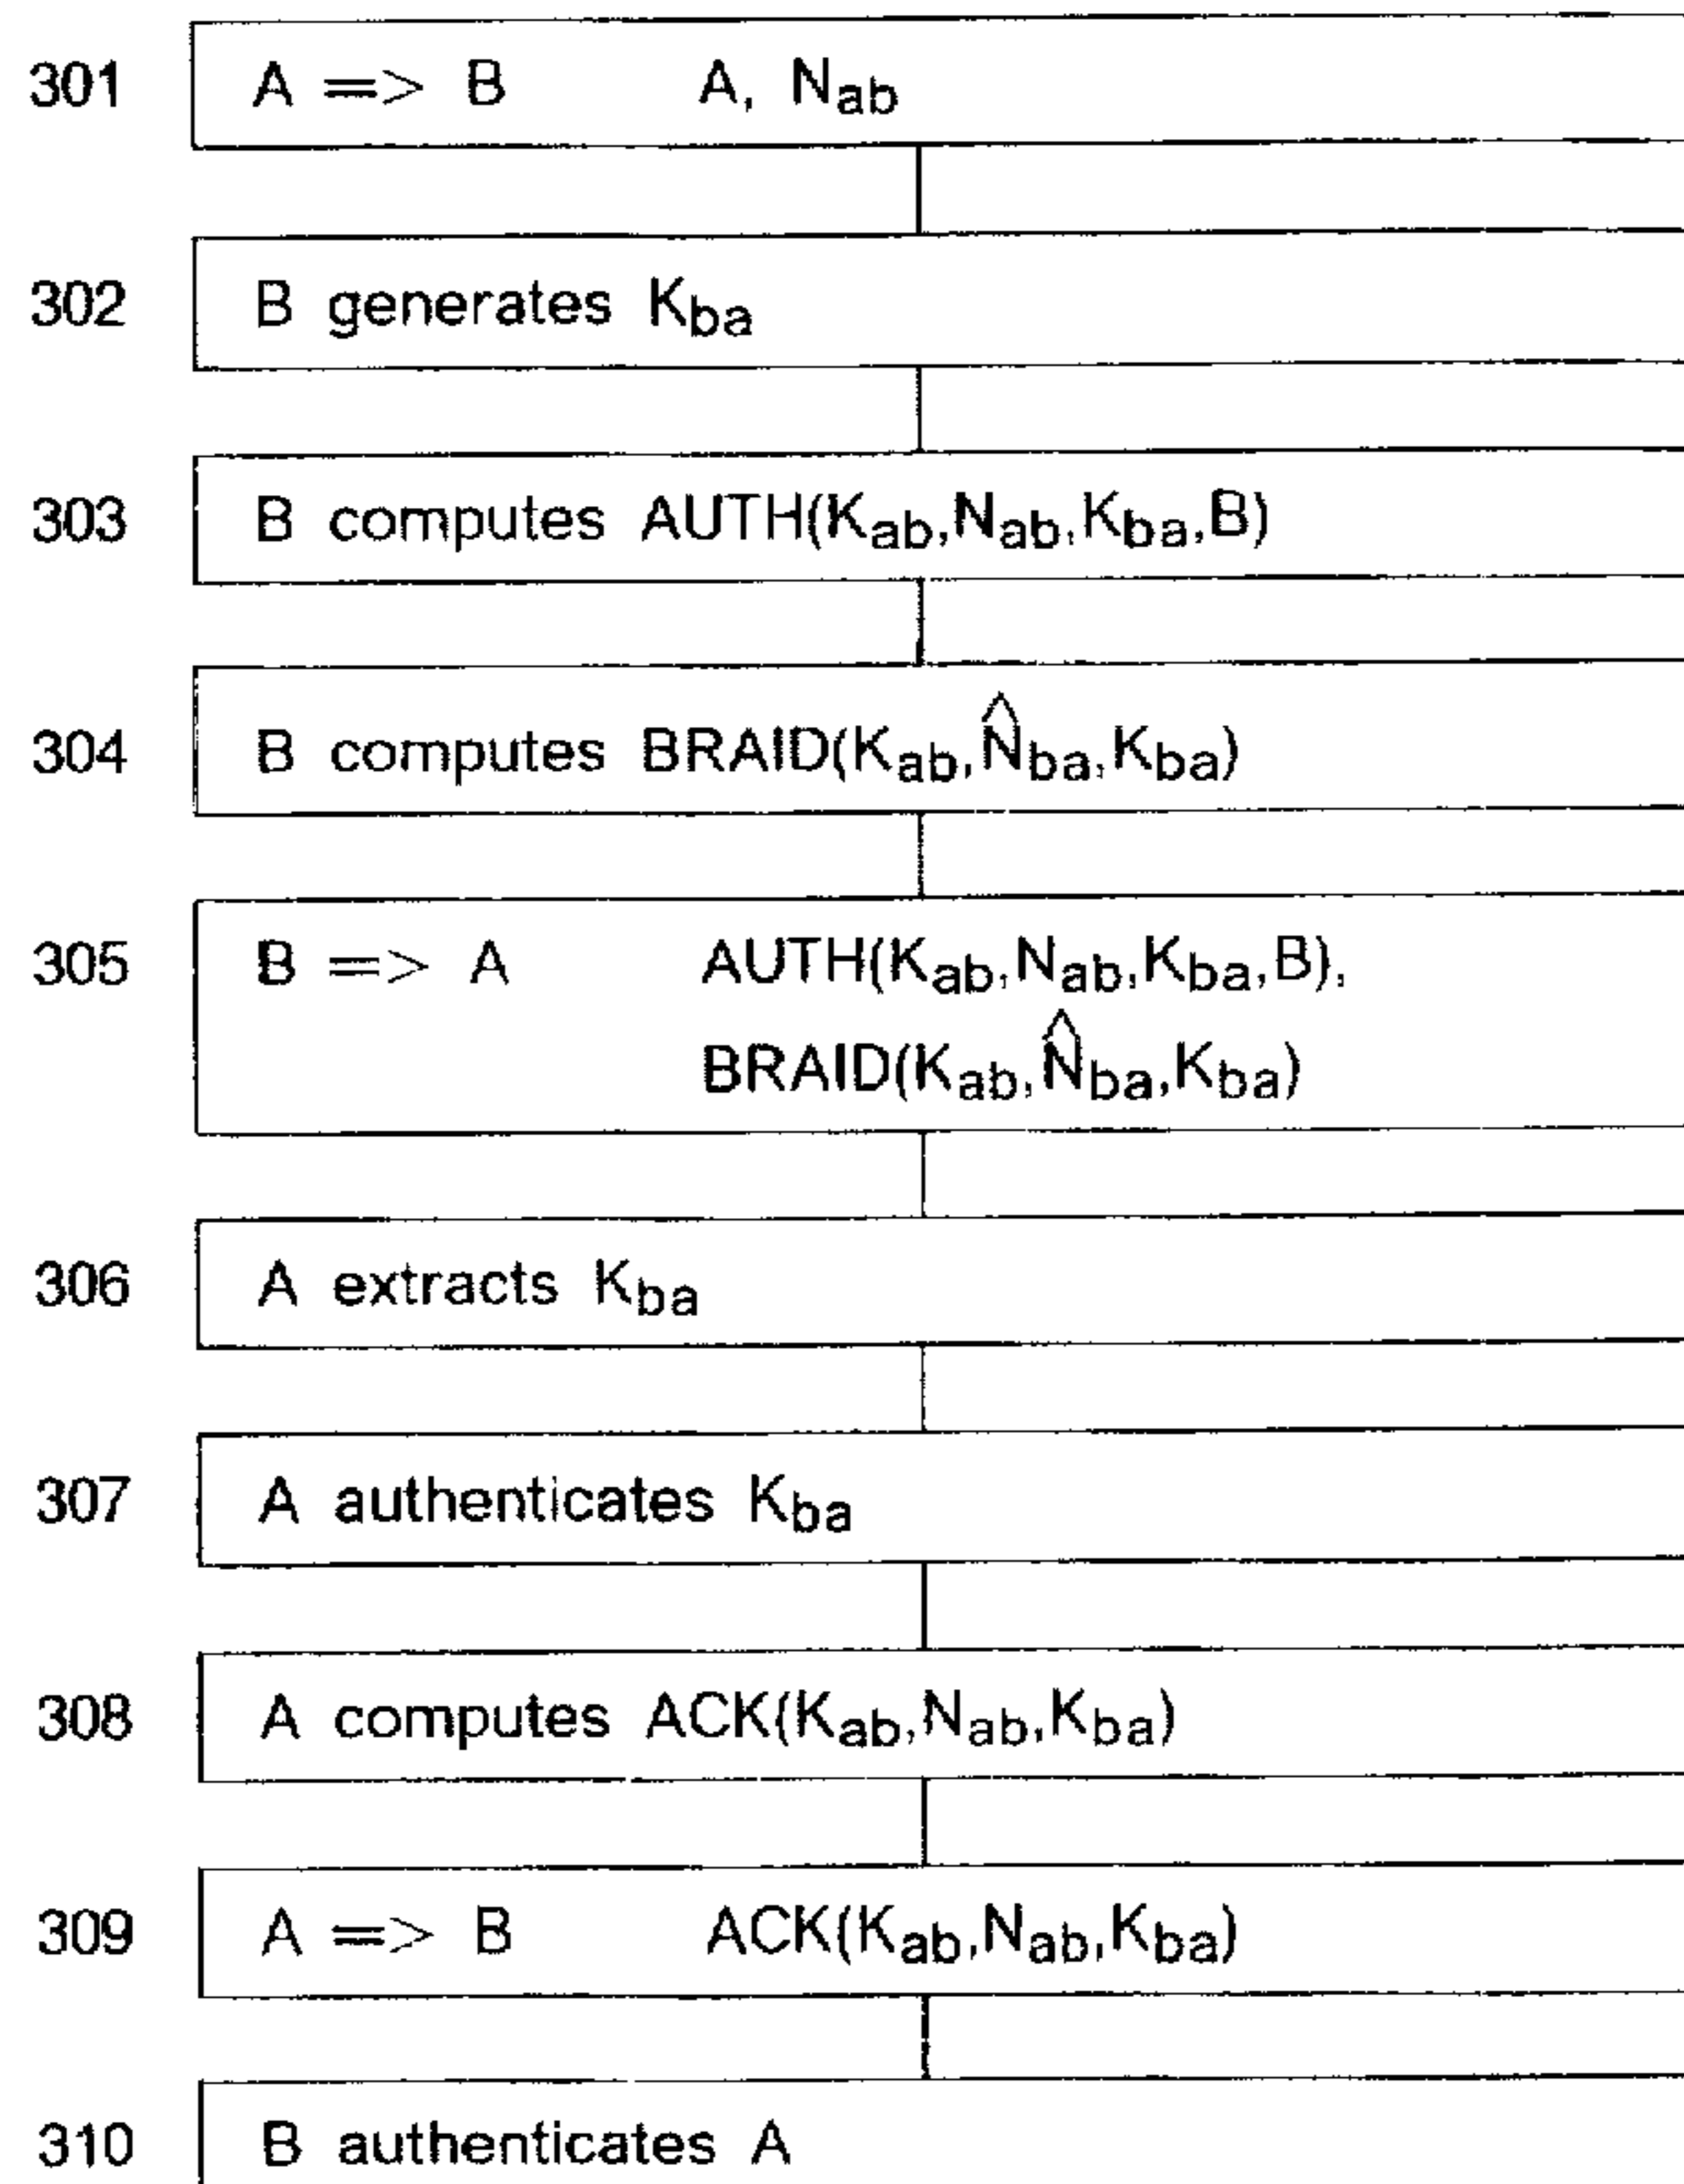 301 A => B A, Nab
302 B generates Kba
303 B computes AUTH(Kab,Nab,Kba,B)
304 B computes BRAID(Kab,N̂ba,Kba)
305 B => A AUTH(Kab,Nab,Kba,B),
BRAID(Kab,N̂ba,Kba)
306 A extracts Kba
307 A authenticates Kba
308 A computes ACK(Kab,Nab,Kba)
309 A => B ACK(Kab,Nab,Kba)
310 B authenticates A